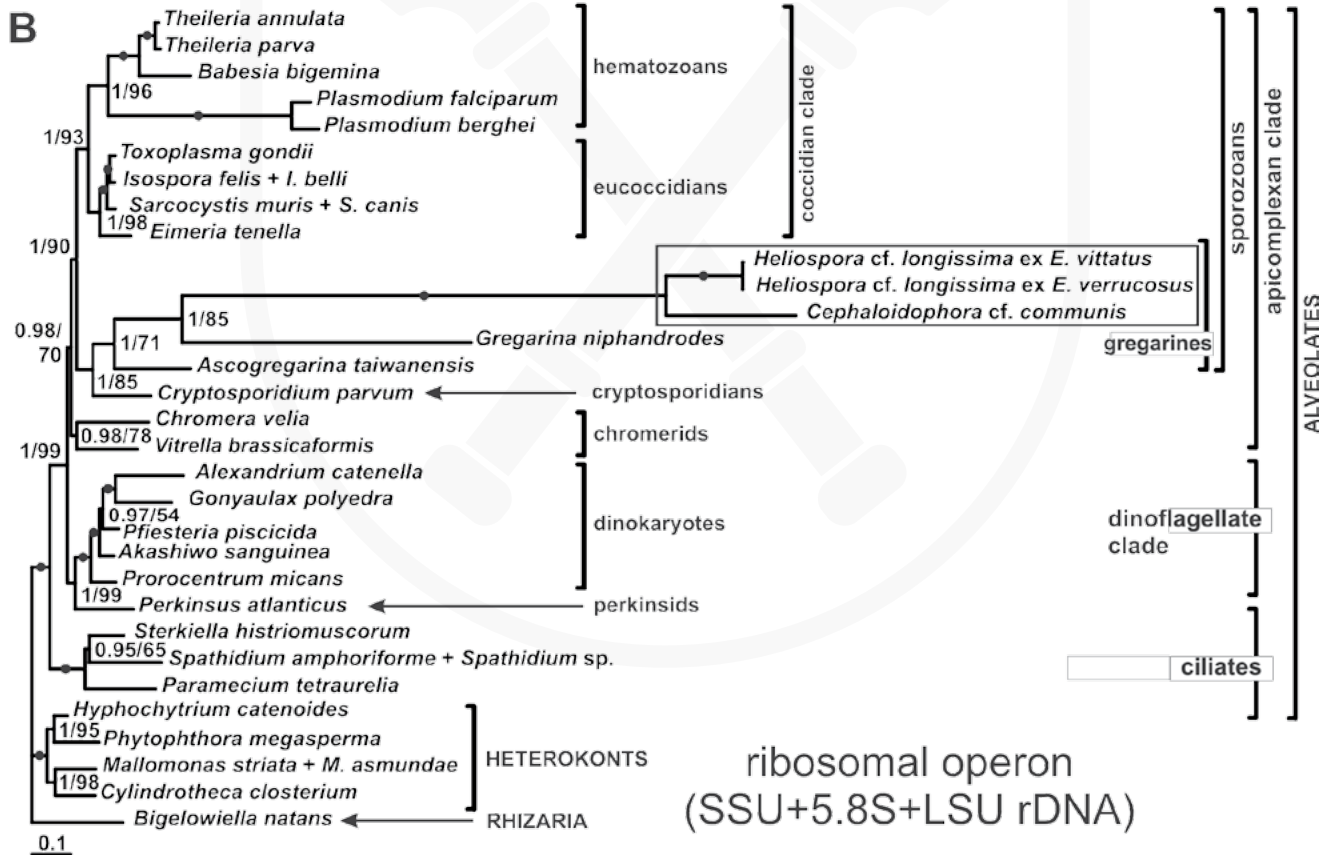 B
Theileria annulata
Theileria parva
Babesia bigemina
1/96
hematozoans
Plasmodium falciparum
Plasmodium berghei
1/93
coccidian clade
Toxoplasma gondii
Isospora felis + I. belli
eucoccidians
Sarcocystis muris + S. canis
1/98
Eimeria tenella
1/90
sporozoans
apicomplexan clade
ALVEOLATES
Heliospora cf. longissima ex E. vittatus
Heliospora cf. longissima ex E. verrucosus
Cephaloidophora cf. communis
1/85
0.98/
70
1/71
Gregarina niphandrodes
gregarines
Ascogregarina taiwanensis
1/85
Cryptosporidium parvum
cryptosporidians
Chromera velia
0.98/78
chromerids
Vitrella brassicaformis
1/99
Alexandrium catenella
Gonyaulax polyedra
0.97/54
dinokaryotes
dinoflagellate
clade
Pfiesteria piscicida
Akashiwo sanguinea
Prorocentrum micans
1/99
Perkinsus atlanticus
perkinsids
Sterkiella histriomuscorum
0.95/65
Spathidium amphoriforme + Spathidium sp.
ciliates
Paramecium tetraurelia
Hyphochytrium catenoides
1/95
Phytophthora megasperma
HETEROKONTS
Mallomonas striata + M. asmundae
1/98
Cylindrotheca closterium
Bigelowiella natans
RHIZARIA
ribosomal operon
(SSU+5.8S+LSU rDNA)
0.1